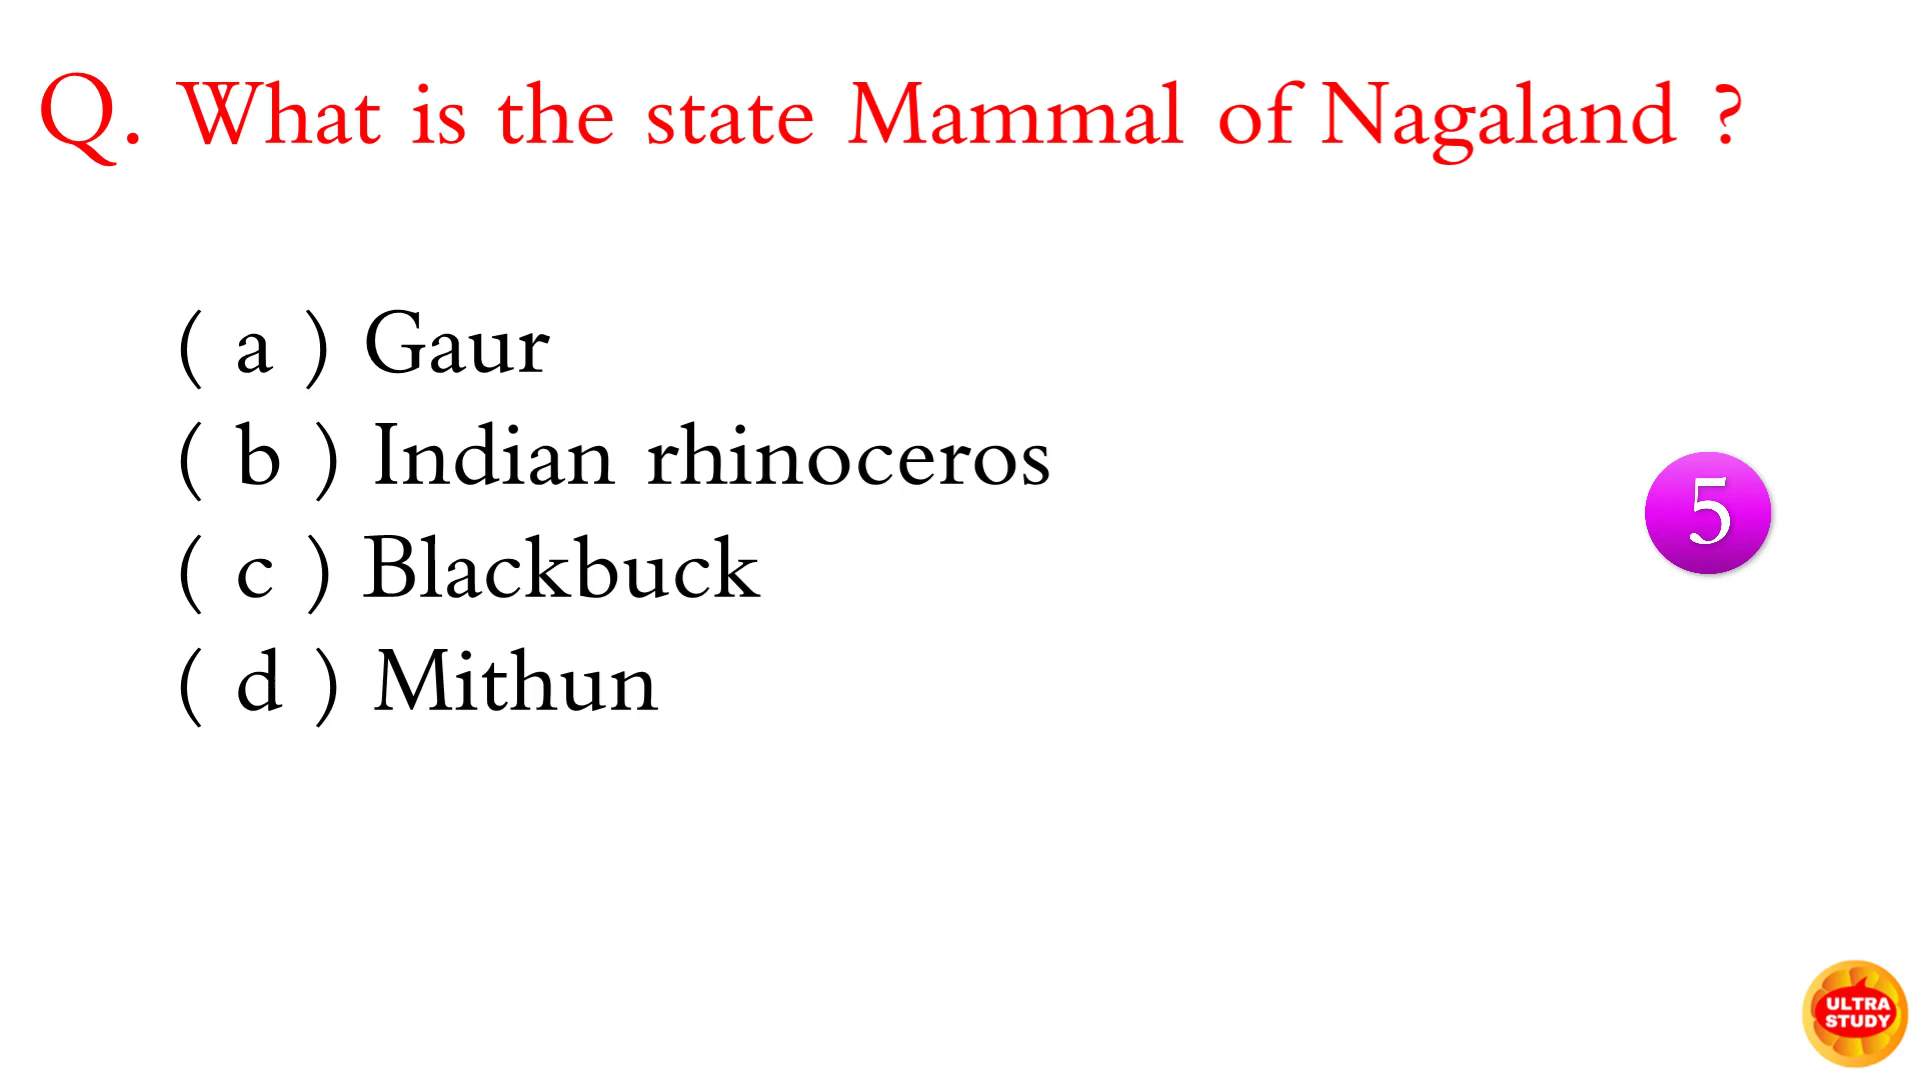 Q. What is the state Mammal of Nagaland ?
( a ) Gaur
( b ) Indian rhinoceros
( c ) Blackbuck
( d ) Mithun
5
ULTRA
STUDY